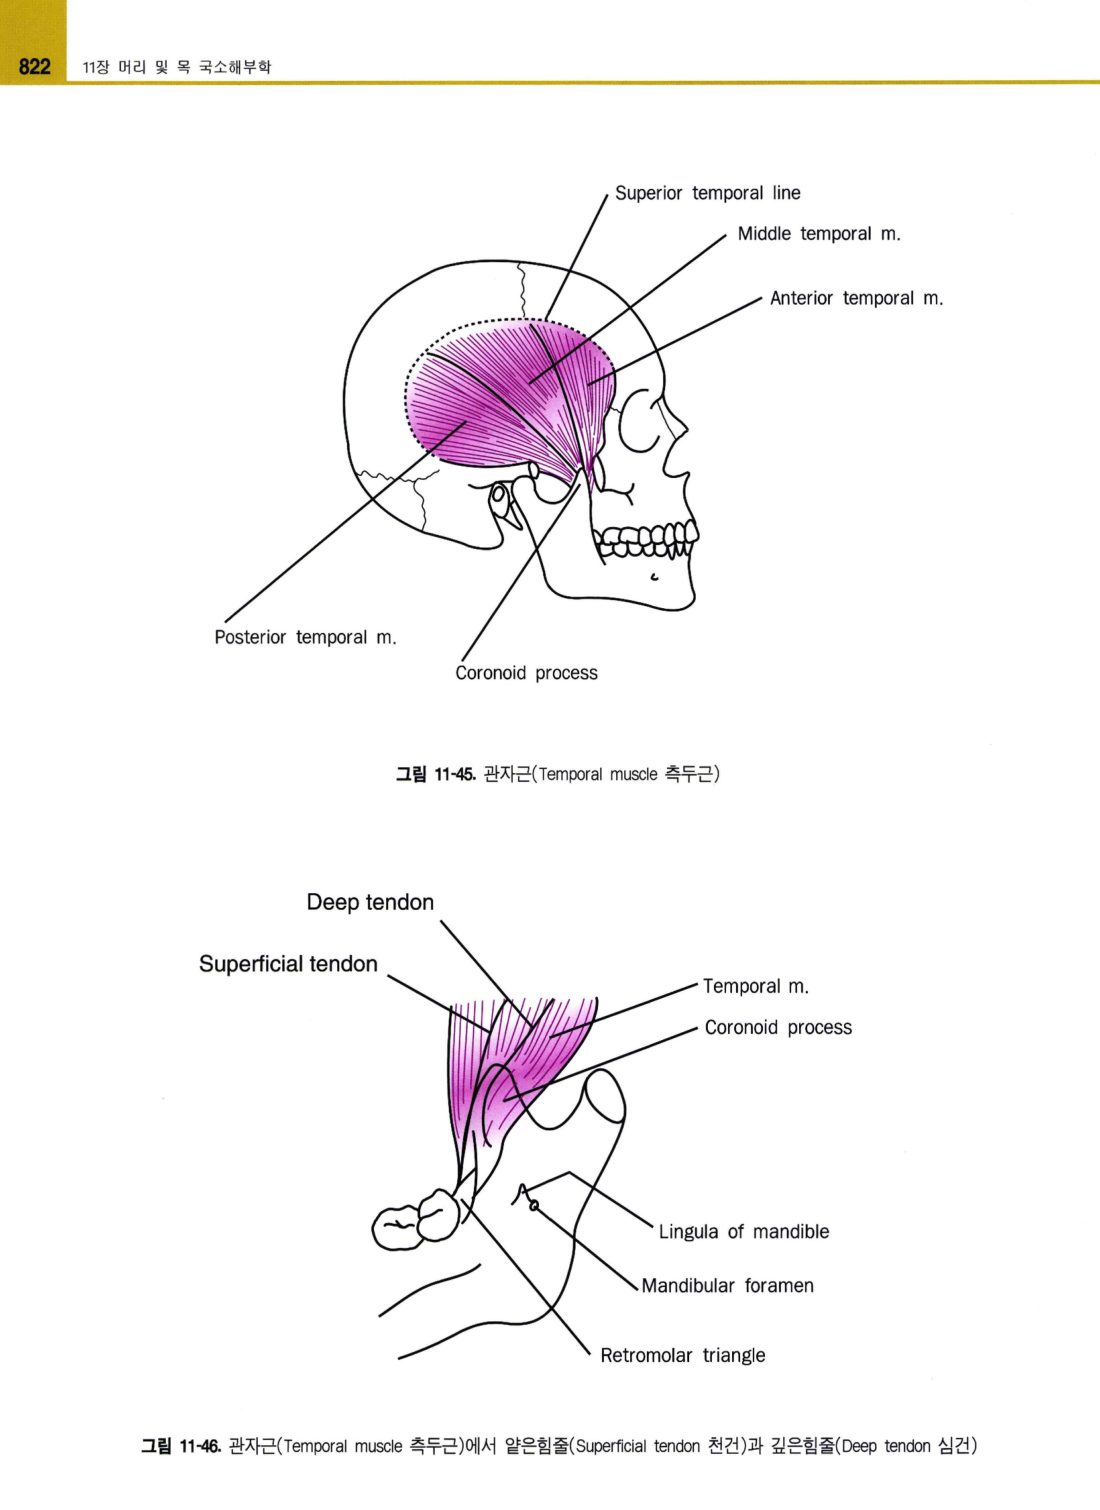 822 11장 머리 및 목 국소해부학
Superior temporal line
Middle temporal m.
Anterior temporal m.
Posterior temporal m.
Coronoid process
그림 11-45. 관자근(Temporal muscle 측두근)
Deep tendon
Superficial tendon
Temporal m.
Coronoid process
Lingula of mandible
Mandibular foramen
Retromolar triangle
그림 11-46. 관자근(Temporal muscle 측두근)에서 얕은힘줄(Superficial tendon 천건)과 깊은힘줄(Deep tendon 심건)